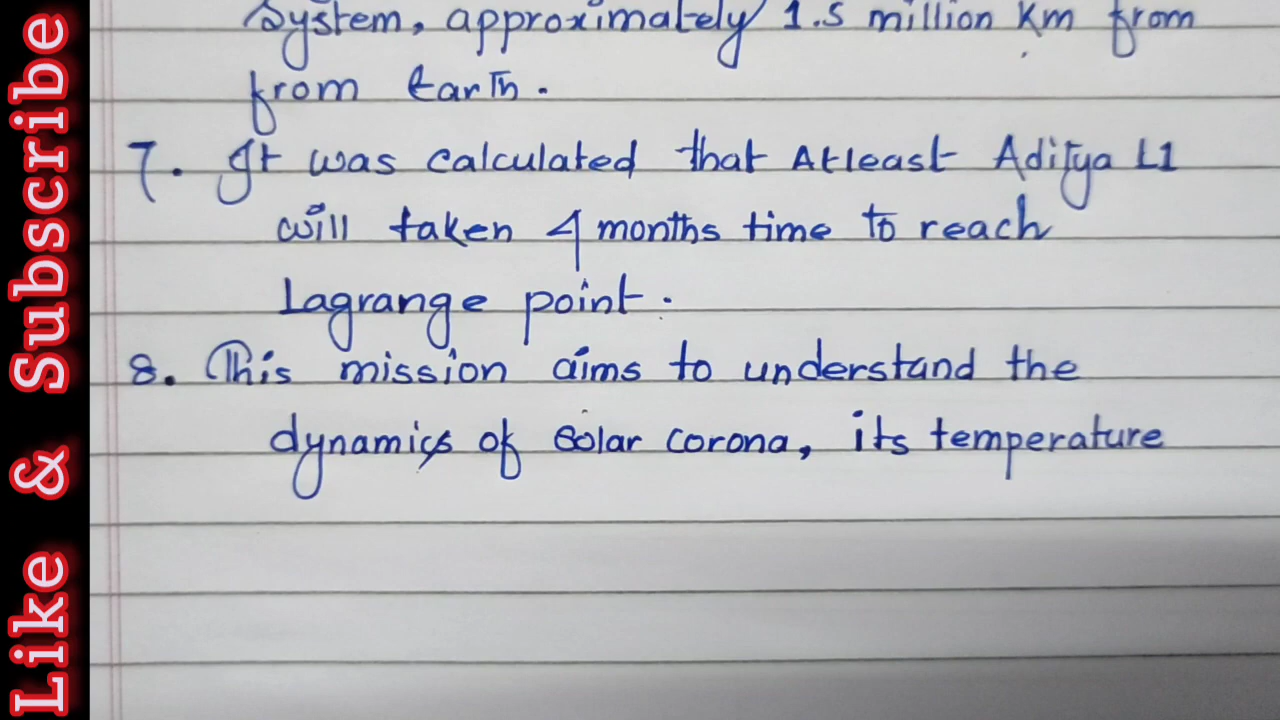 Like & Subscribe
System, approximately 1.5 million Km from
from Earth.
7. It was calculated that Atleast Aditya L1
will taken 4 months time to reach
Lagrange point.
8. This mission aims to understand the
dynamics of solar corona, its temperature